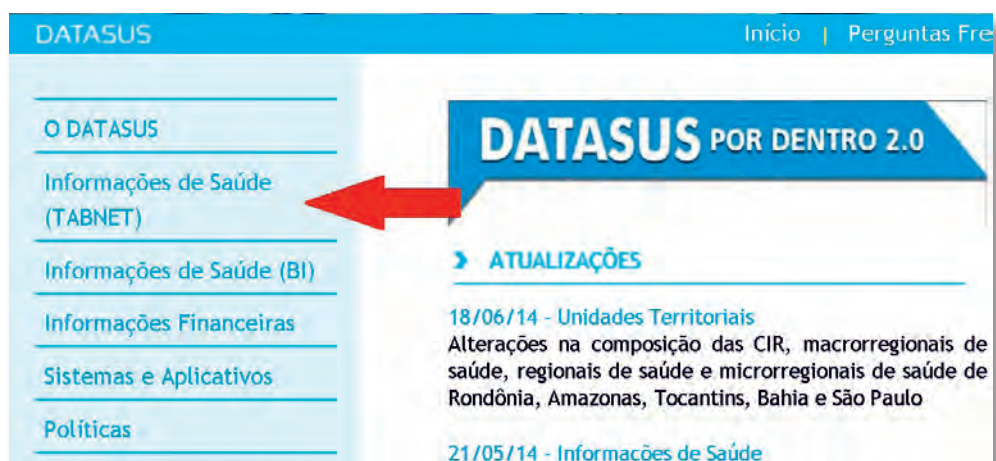 DATASUS
Início | Perguntas Fre
O DATASUS
Informações de Saúde
(TABNET)
Informações de Saúde (BI)
Informações Financeiras
Sistemas e Aplicativos
Políticas
DATASUS POR DENTRO 2.0
ATUALIZAÇÕES
18/06/14 - Unidades Territoriais
Alterações na composição das CIR, macrorregionais de
saúde, regionais de saúde e microrregionais de saúde de
Rondônia, Amazonas, Tocantins, Bahia e São Paulo
21/05/14 - Informações de Saúde